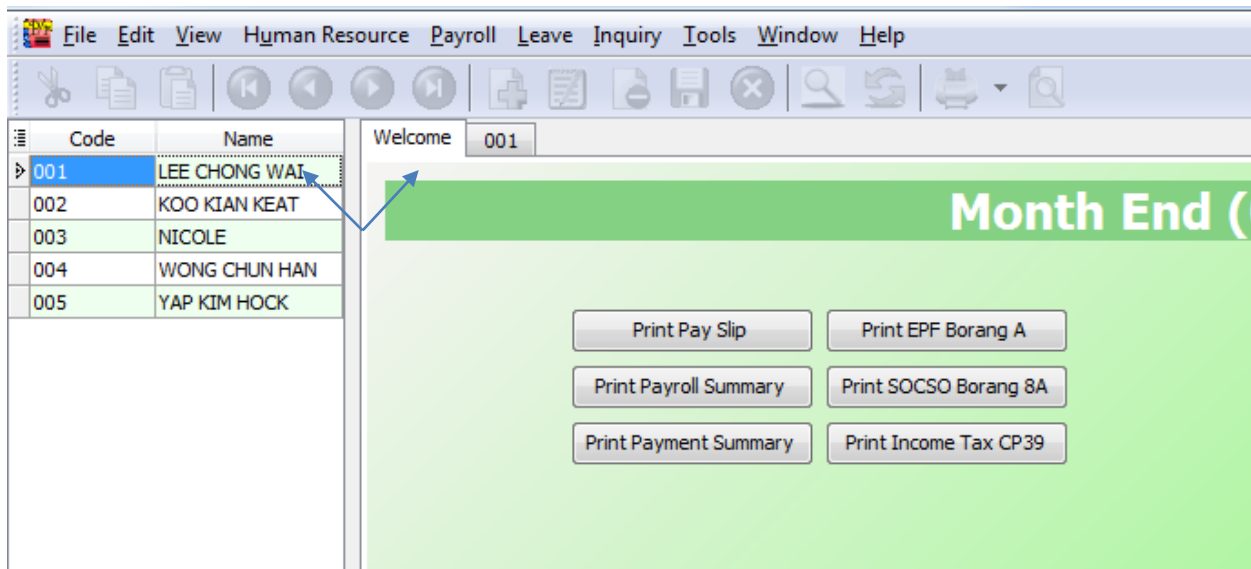 File Edit View Human Resource Payroll Leave Inquiry Tools Window Help
Code Name
001 LEE CHONG WAI
002 KOO KIAN KEAT
003 NICOLE
004 WONG CHUN HAN
005 YAP KIM HOCK
Welcome 001
Month End (
Print Pay Slip Print EPF Borang A
Print Payroll Summary Print SOCSO Borang 8A
Print Payment Summary Print Income Tax CP39